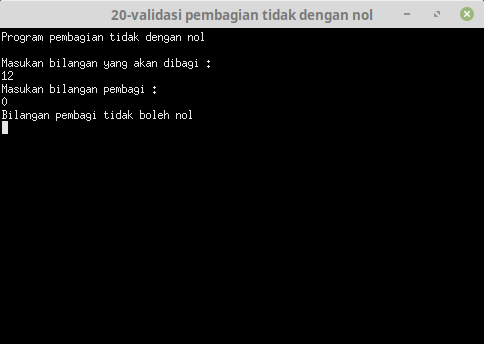 20-validasi pembagian tidak dengan nol
Program pembagian tidak dengan nol
Masukan bilangan yang akan dibagi :
12
Masukan bilangan pembagi :
0
Bilangan pembagi tidak boleh nol